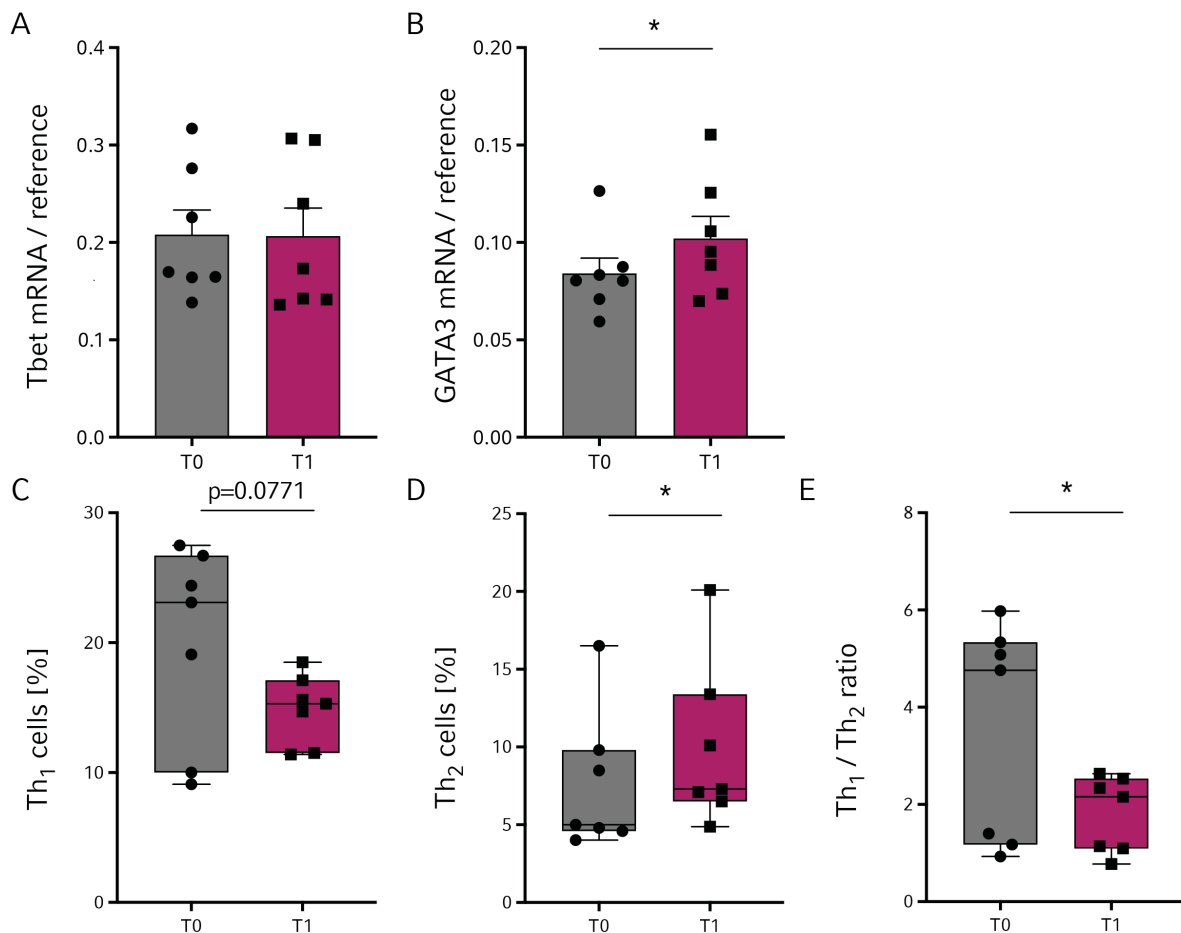 A
Tbet mRNA / reference
0.4
0.3
0.2
0.1
0.0
T0
T1
B
*
GATA3 mRNA / reference
0.20
0.15
0.10
0.05
0.00
T0
T1
C
p=0.0771
Th1 cells [%]
30
20
10
0
T0
T1
D
*
Th2 cells [%]
25
20
15
10
5
0
T0
T1
E
*
Th1 / Th2 ratio
8
6
4
2
0
T0
T1